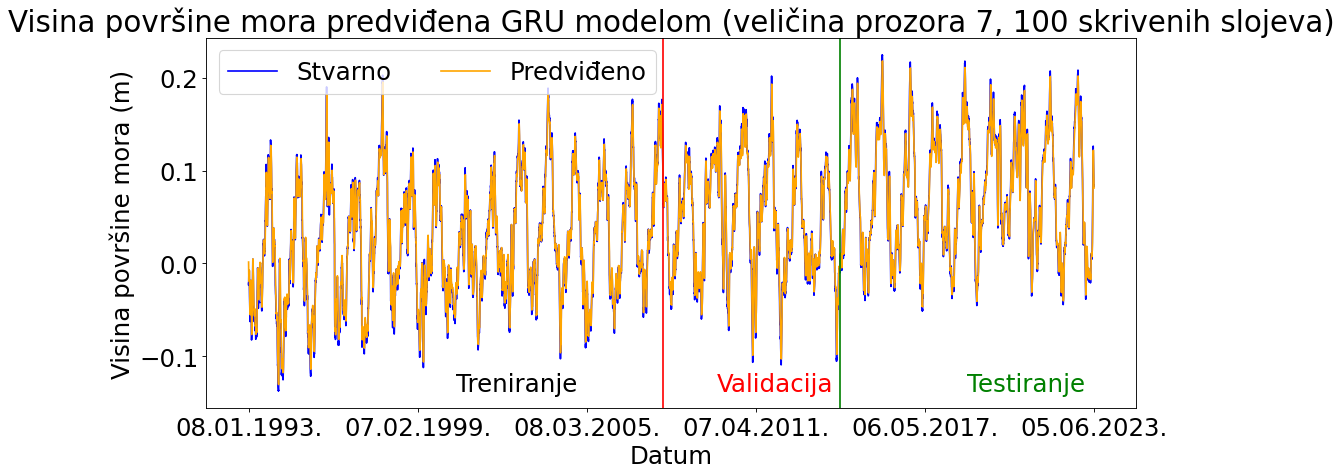 Visina površine mora predviđena GRU modelom (veličina prozora 7, 100 skrivenih slojeva)
Stvarno Predviđeno
Visina površine mora (m)
0.2
0.1
0.0
−0.1
Treniranje Validacija Testiranje
08.01.1993. 07.02.1999. 08.03.2005. 07.04.2011. 06.05.2017. 05.06.2023.
Datum